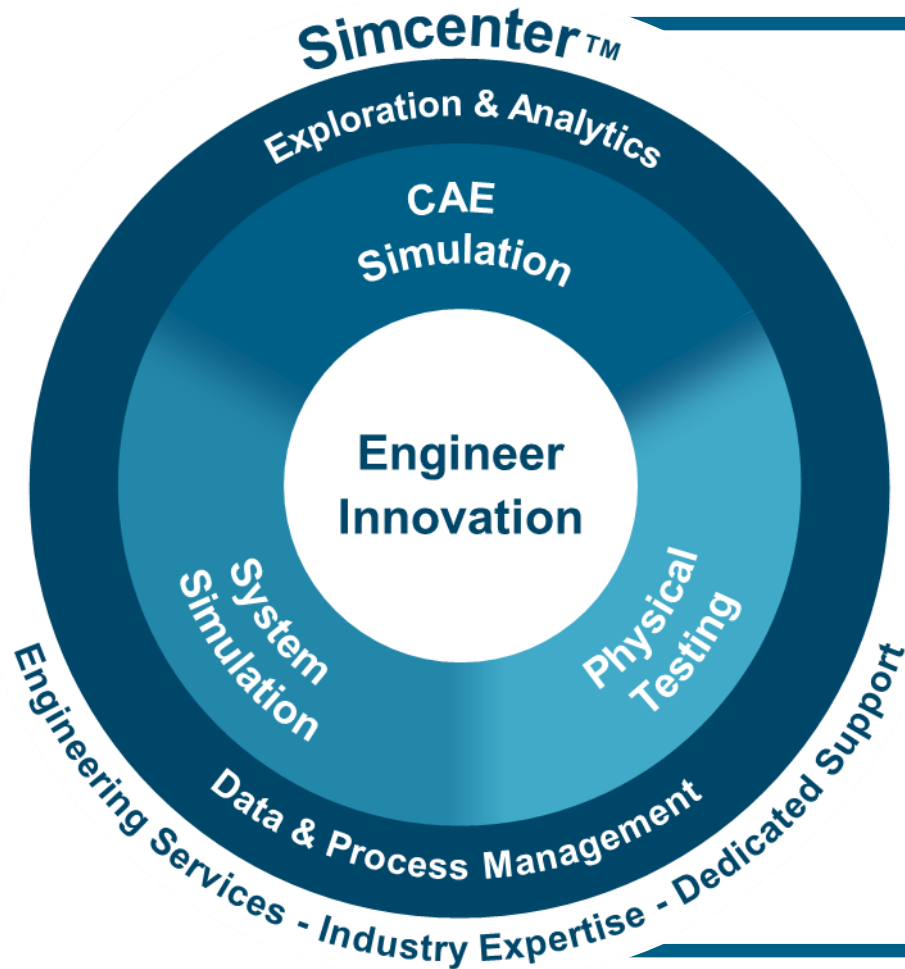 Simcenter™
Exploration & Analytics
CAE
Simulation
Engineer
Innovation
System
Simulation
Physical
Testing
Data & Process Management
Engineering Services - Industry Expertise - Dedicated Support